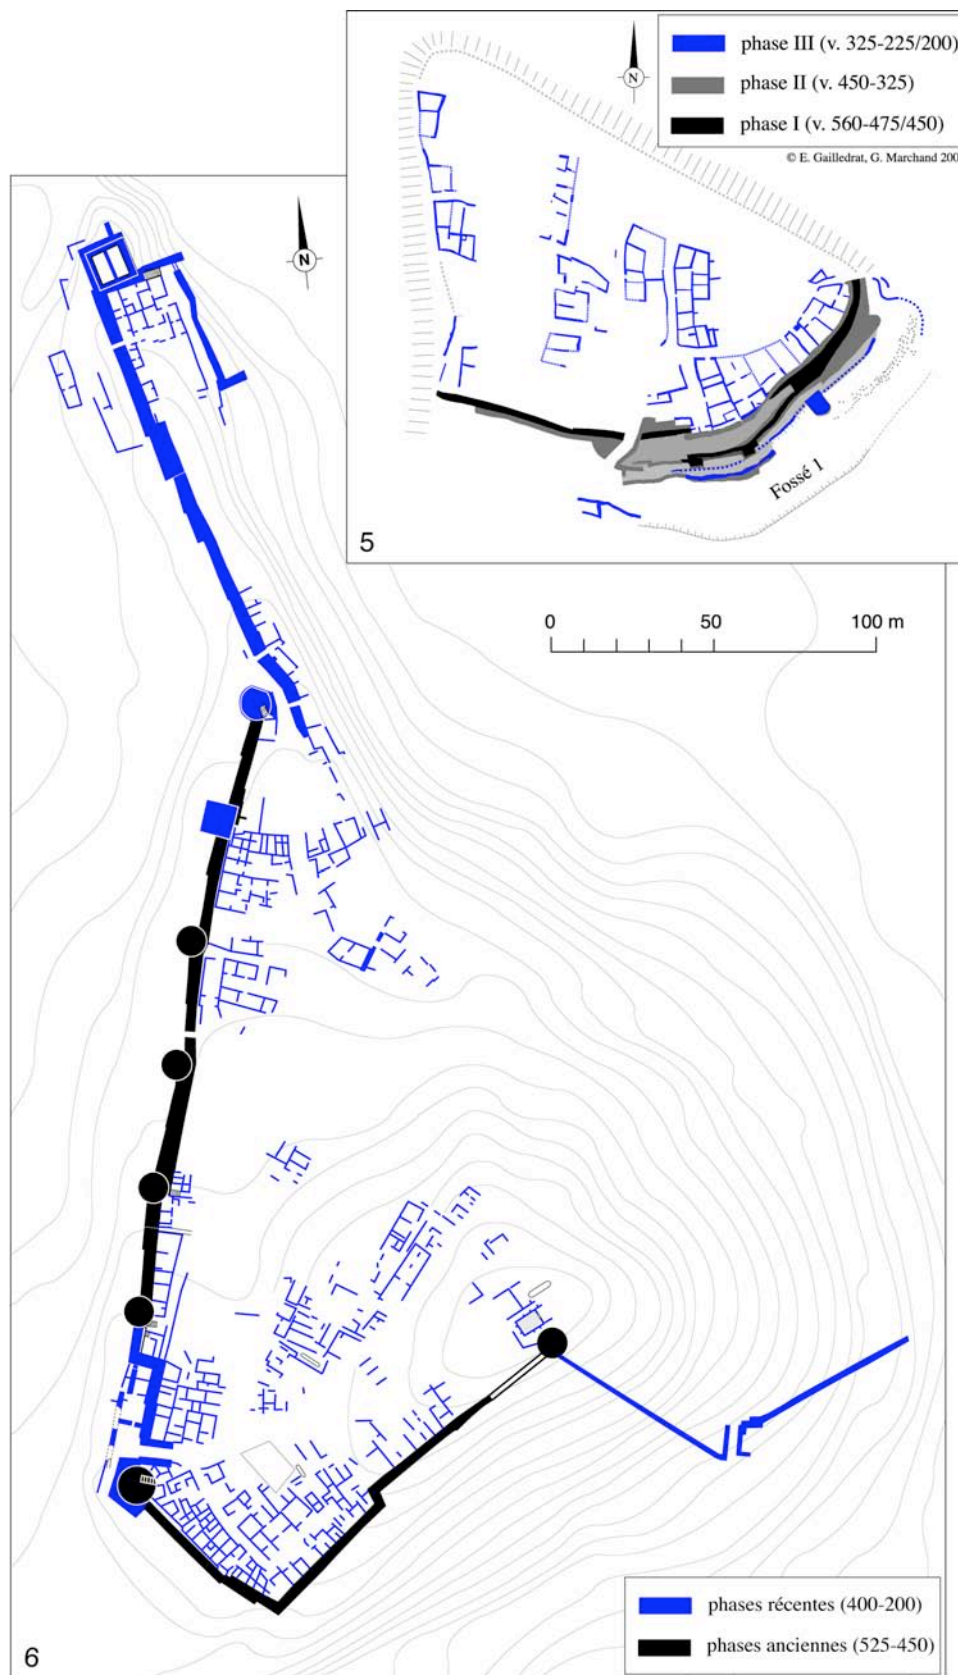 phase III (v. 325-225/200)
phase II (v. 450-325)
phase I (v. 560-475/450)
© E. Gailledrat, G. Marchand 200
N
Fossé 1
5
N
0 50 100 m
phases récentes (400-200)
phases anciennes (525-450)
6